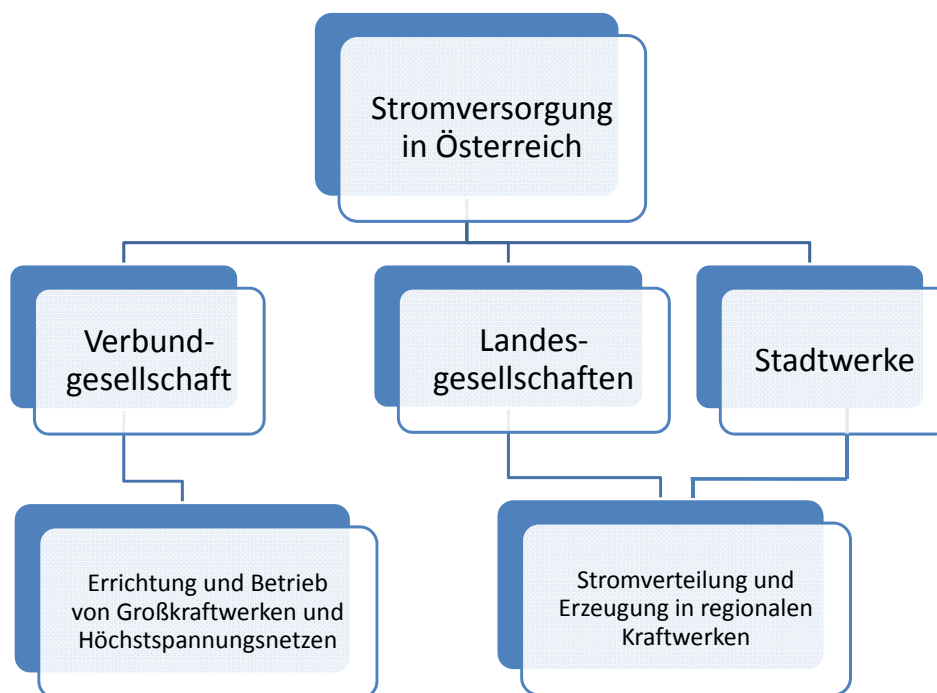 Stromversorgung
in Österreich
Verbund-
gesellschaft
Landes-
gesellschaften
Stadtwerke
Errichtung und Betrieb
von Großkraftwerken und
Höchstspannungsnetzen
Stromverteilung und
Erzeugung in regionalen
Kraftwerken